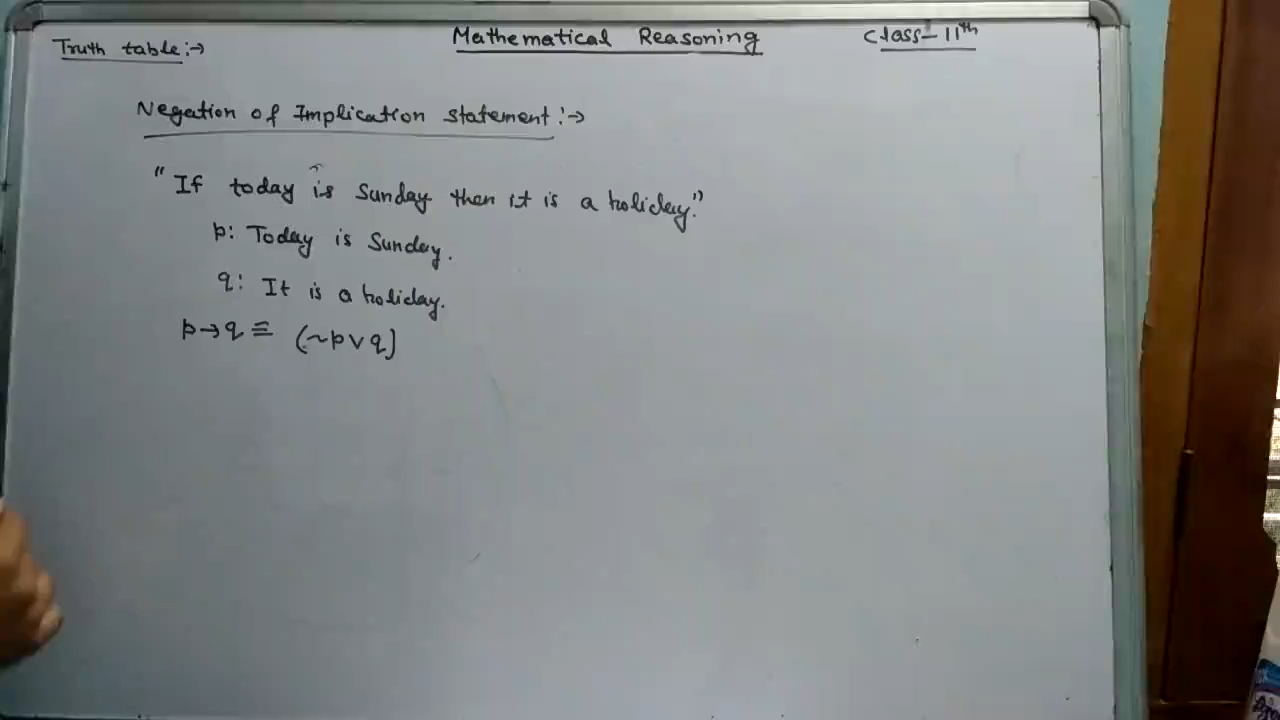 Truth table:→
Mathematical Reasoning
Class-11th
Negation of Implication statement:→
"If today is Sunday then it is a holiday."
p: Today is Sunday.
q: It is a holiday.
p→q ≡ (~p∨q)